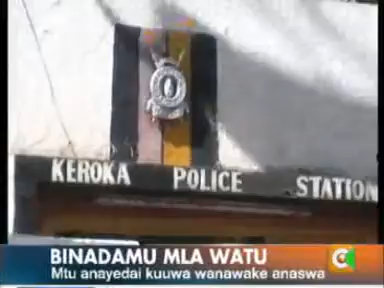 KEROKA POLICE STATION
BINADAMU MLA WATU
Mtu anayedai kuuwa wanawake anaswa